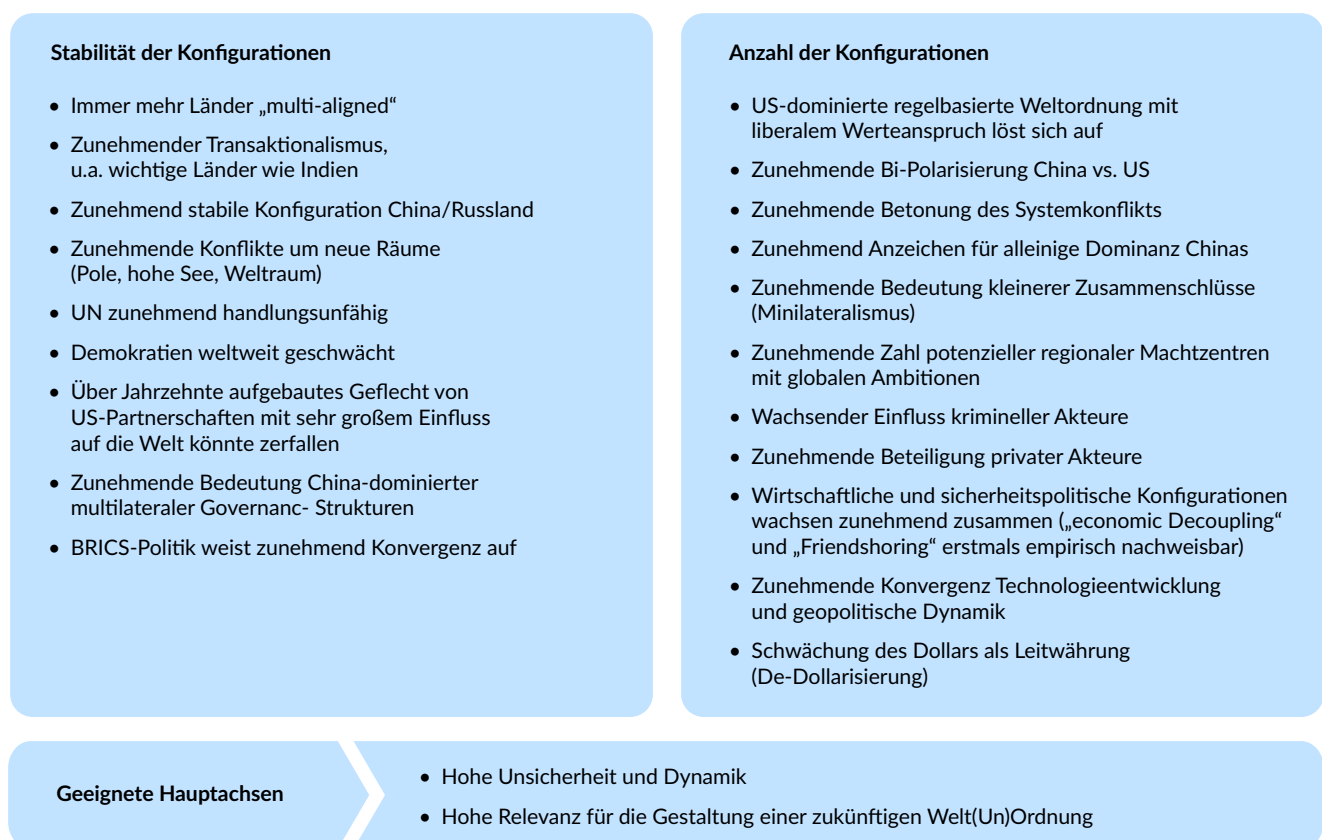 Stabilität der Konfigurationen
• Immer mehr Länder „multi-aligned“
• Zunehmender Transaktionalismus,
u.a. wichtige Länder wie Indien
• Zunehmend stabile Konfiguration China/Russland
• Zunehmende Konflikte um neue Räume
(Pole, hohe See, Weltraum)
• UN zunehmend handlungsunfähig
• Demokratien weltweit geschwächt
• Über Jahrzehnte aufgebautes Geflecht von
US-Partnerschaften mit sehr großem Einfluss
auf die Welt könnte zerfallen
• Zunehmende Bedeutung China-dominierter
multilateraler Governanc- Strukturen
• BRICS-Politik weist zunehmend Konvergenz auf
Anzahl der Konfigurationen
• US-dominierte regelbasierte Weltordnung mit
liberalem Werteanspruch löst sich auf
• Zunehmende Bi-Polarisierung China vs. US
• Zunehmende Betonung des Systemkonflikts
• Zunehmend Anzeichen für alleinige Dominanz Chinas
• Zunehmende Bedeutung kleinerer Zusammenschlüsse
(Minilateralismus)
• Zunehmende Zahl potenzieller regionaler Machtzentren
mit globalen Ambitionen
• Wachsender Einfluss krimineller Akteure
• Zunehmende Beteiligung privater Akteure
• Wirtschaftliche und sicherheitspolitische Konfigurationen
wachsen zunehmend zusammen („economic Decoupling“
und „Friendshoring“ erstmals empirisch nachweisbar)
• Zunehmende Konvergenz Technologieentwicklung
und geopolitische Dynamik
• Schwächung des Dollars als Leitwährung
(De-Dollarisierung)
Geeignete Hauptachsen
• Hohe Unsicherheit und Dynamik
• Hohe Relevanz für die Gestaltung einer zukünftigen Welt(Un)Ordnung